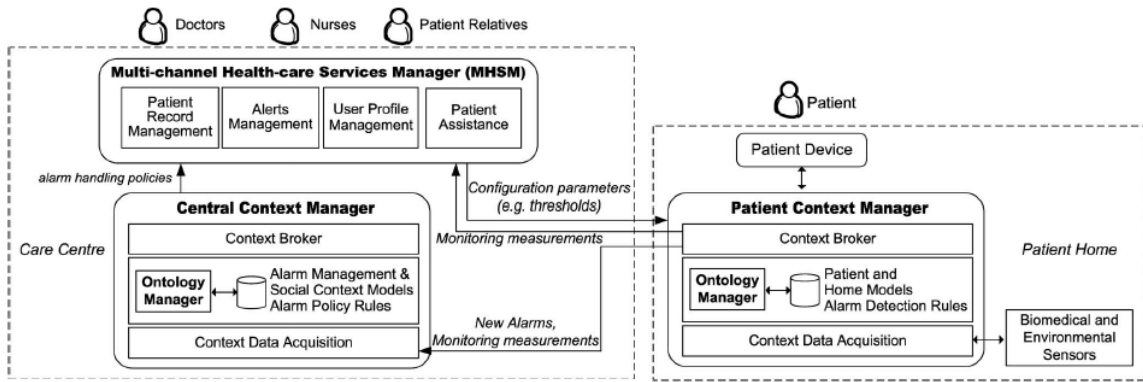 Doctors
Nurses
Patient Relatives
Multi-channel Health-care Services Manager (MHSM)
Patient
Record
Management
Alerts
Management
User Profile
Management
Patient
Assistance
alarm handling policies
Configuration parameters
(e.g. thresholds)
Monitoring measurements
Care Centre
Central Context Manager
Context Broker
Ontology
Manager
Alarm Management &
Social Context Models
Alarm Policy Rules
Context Data Acquisition
New Alarms,
Monitoring measurements
Patient
Patient Device
Patient Context Manager
Context Broker
Ontology
Manager
Patient and
Home Models
Alarm Detection Rules
Context Data Acquisition
Patient Home
Biomedical and
Environmental
Sensors